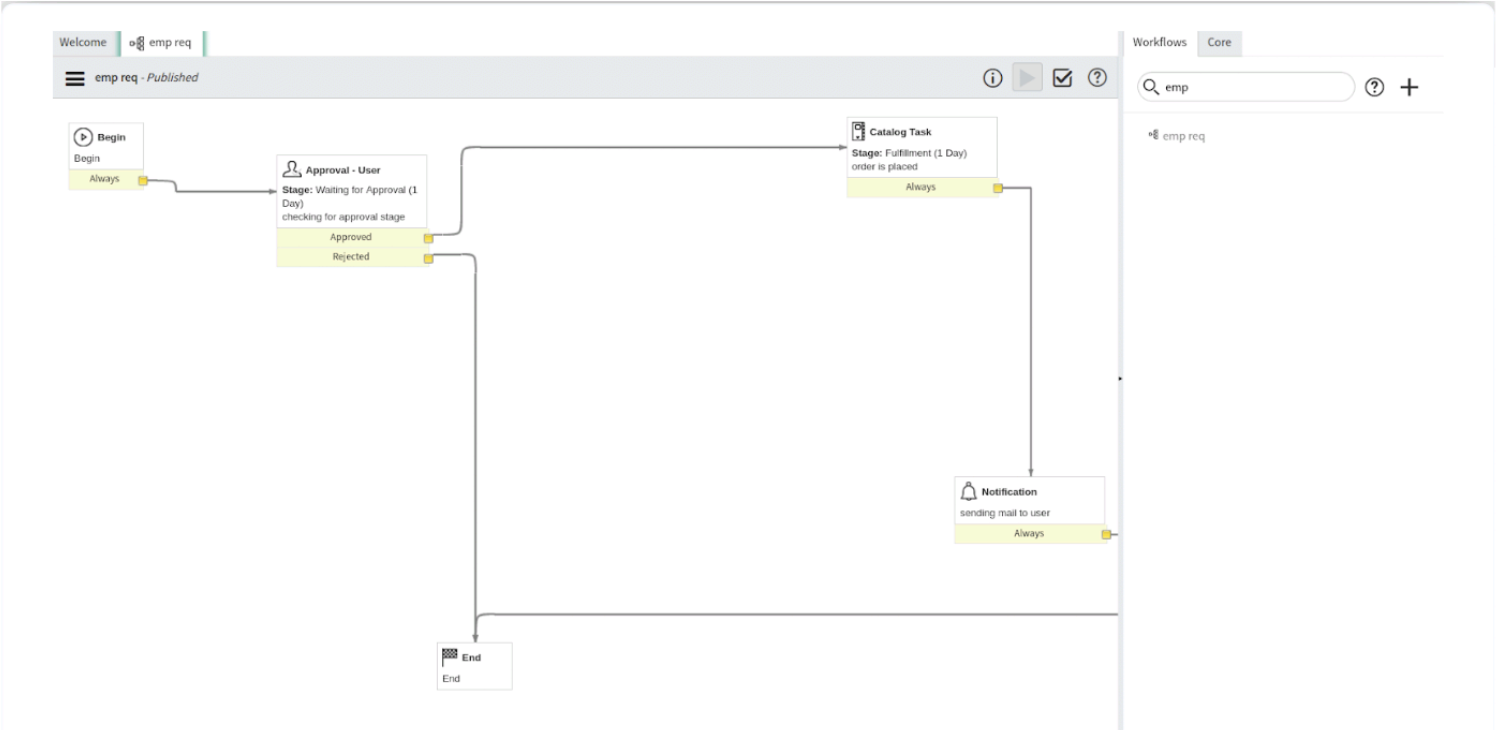 Welcome
emp req
Workflows
Core
emp req - Published
emp
emp req
Begin
Begin
Always
Approval - User
Stage: Waiting for Approval (1
Day)
checking for approval stage
Approved
Rejected
Catalog Task
Stage: Fulfillment (1 Day)
order is placed
Always
Notification
sending mail to user
Always
End
End